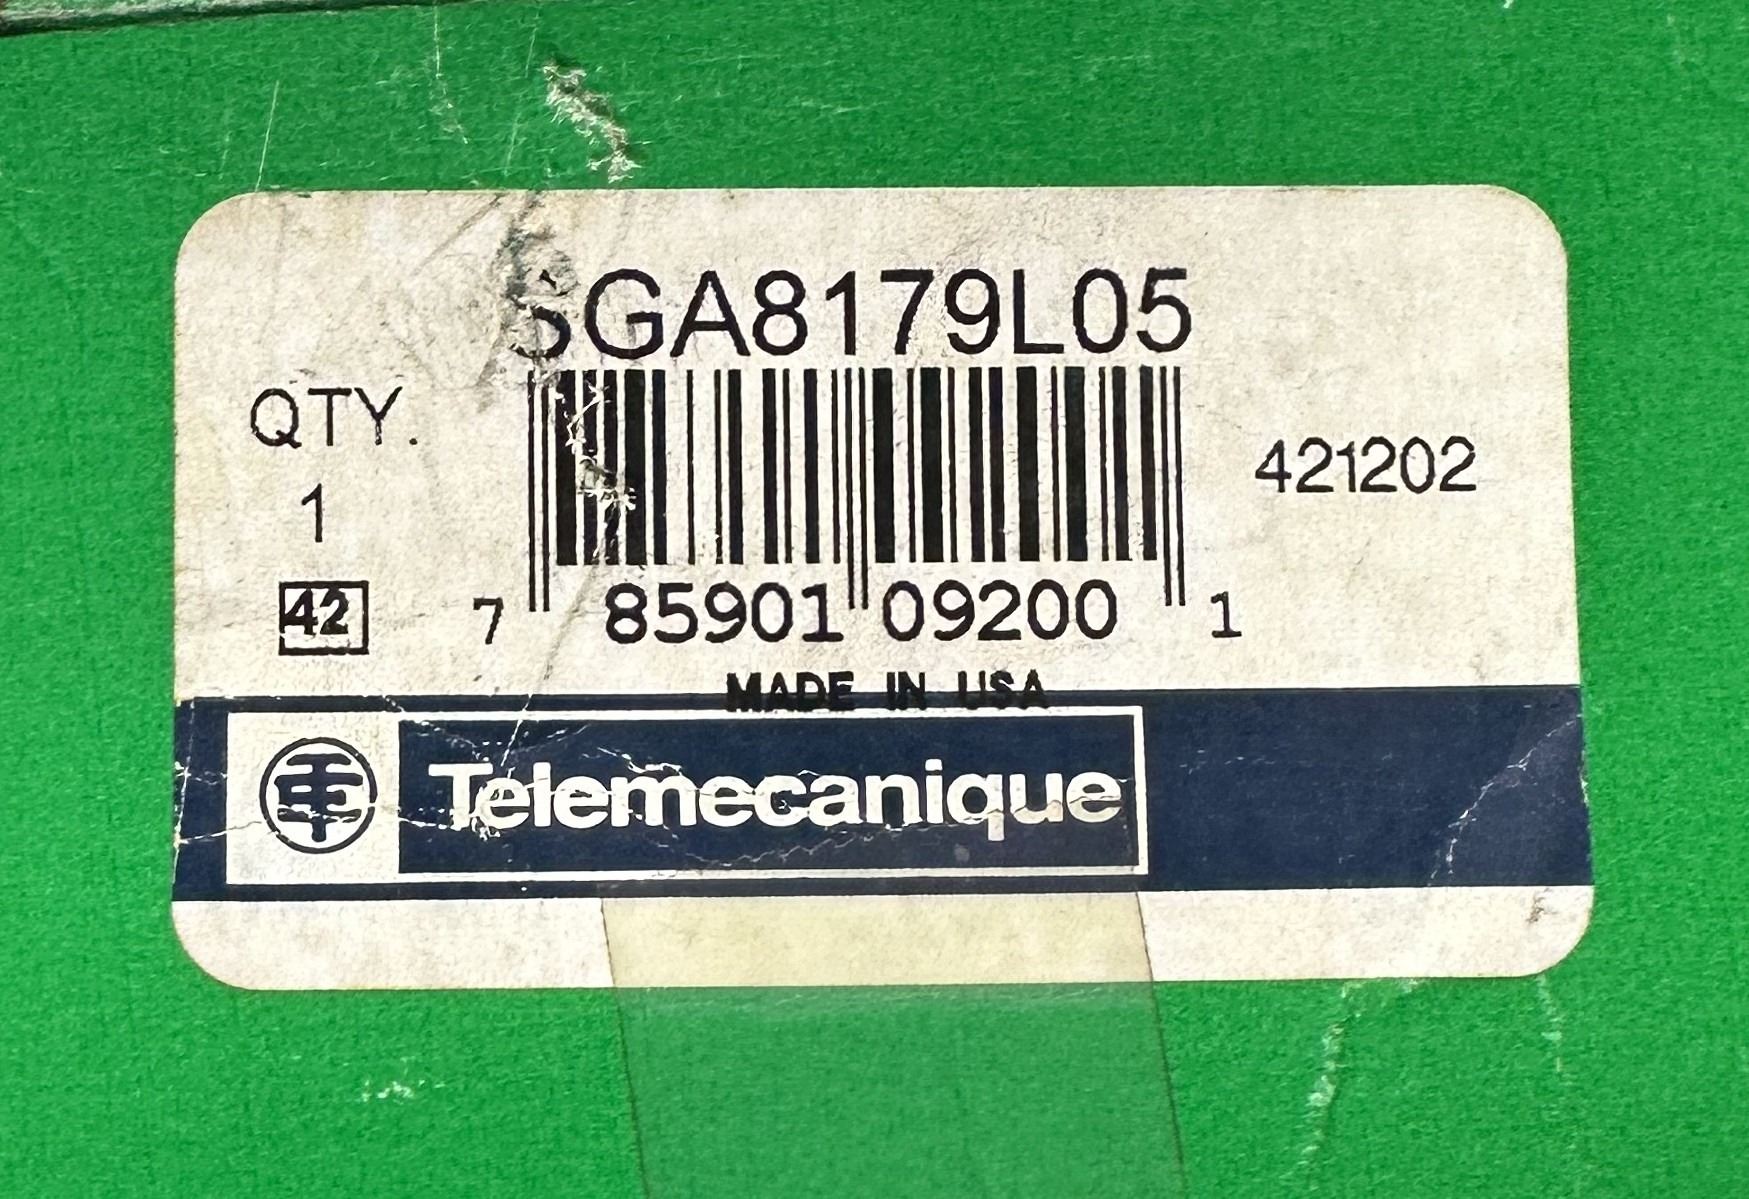 SGA8179L05
QTY.
1
421202
42
7 85901 09200 1
MADE IN USA
Telemecanique